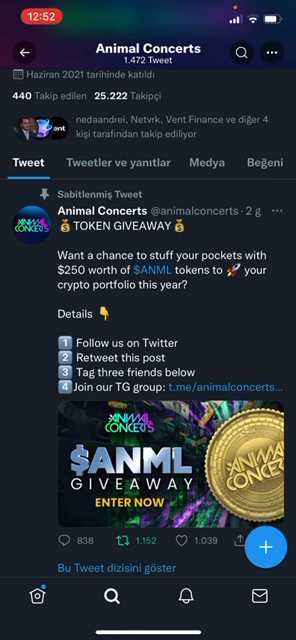 12:52
Animal Concerts
1.472 Tweet
Haziran 2021 tarihinde katıldı
440 Takip edilen 25.222 Takipçi
nedaandrei, Netvrk, Vent Finance ve diğer 4
kişi tarafından takip ediliyor
Tweet Tweetler ve yanıtlar Medya Beğeni
Sabitlenmiş Tweet
Animal Concerts @animalconcerts · 2 g
💰 TOKEN GIVEAWAY 💰
Want a chance to stuff your pockets with
$250 worth of $ANML tokens to 🚀 your
crypto portfolio this year?
Details 👇
1️⃣ Follow us on Twitter
2️⃣ Retweet this post
3️⃣ Tag three friends below
4️⃣ Join our TG group: t.me/animalconcerts...
ANIMAL
CONCERTS
$ANML
GIVEAWAY
ENTER NOW
838 1.152 1.039
Bu Tweet dizisini göster